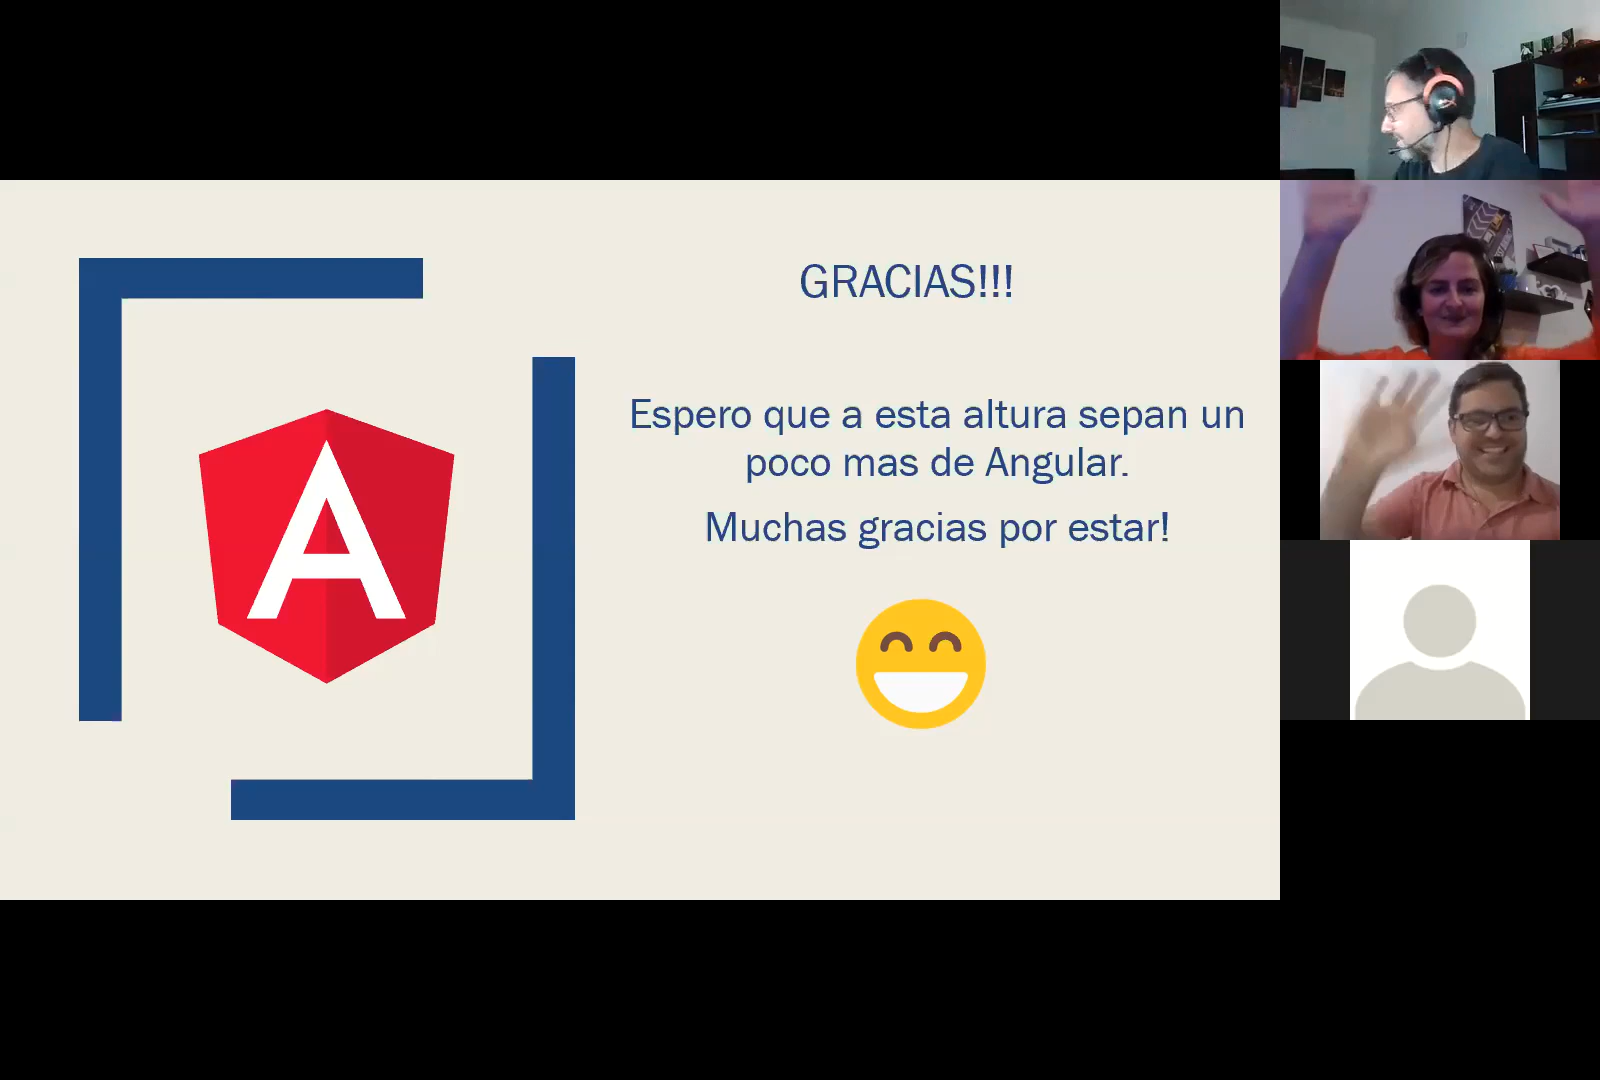 GRACIAS!!!
Espero que a esta altura sepan un
poco mas de Angular.
Muchas gracias por estar!
A